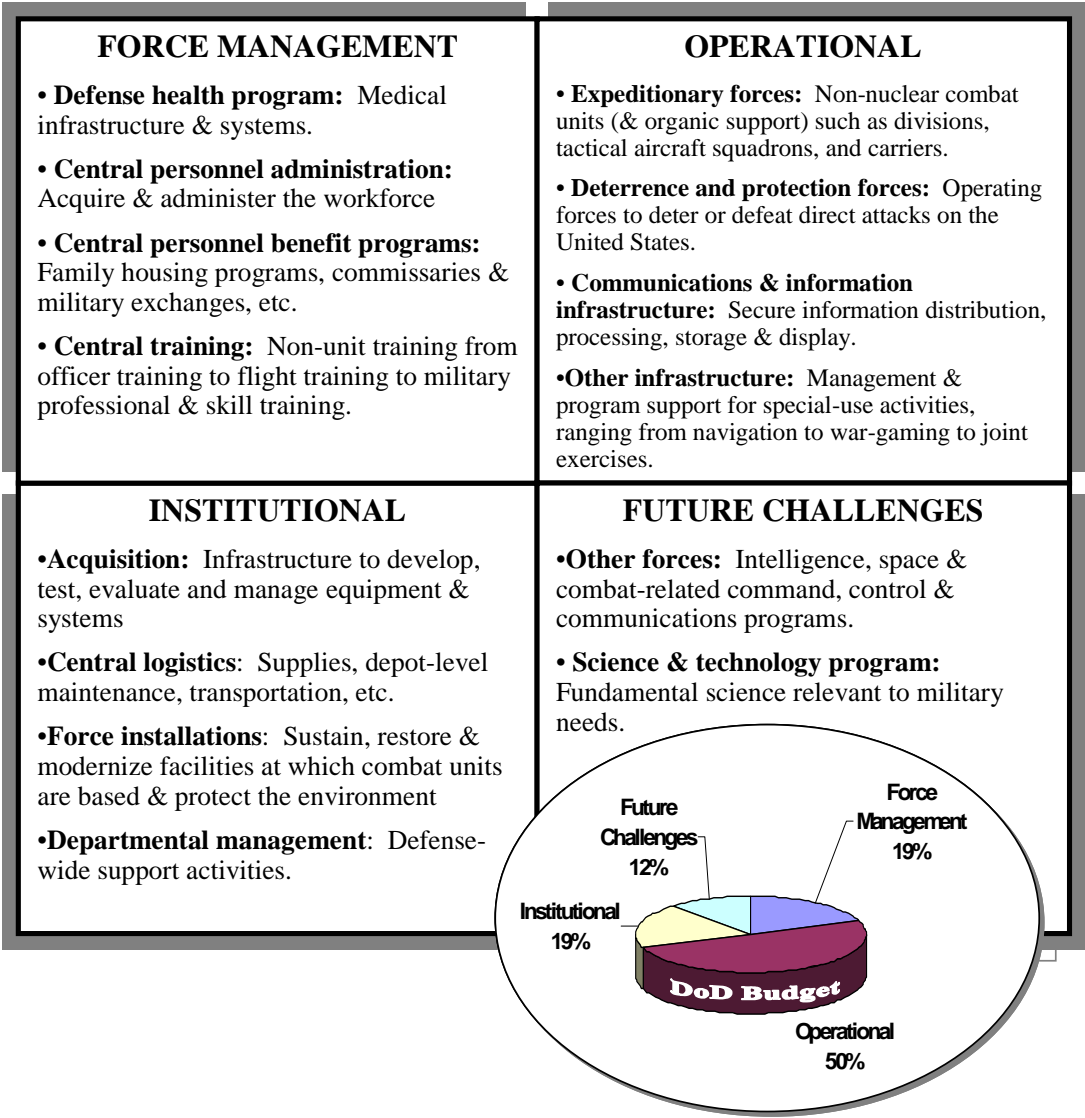 FORCE MANAGEMENT
• Defense health program: Medical
infrastructure & systems.
• Central personnel administration:
Acquire & administer the workforce
• Central personnel benefit programs:
Family housing programs, commissaries &
military exchanges, etc.
• Central training: Non-unit training from
officer training to flight training to military
professional & skill training.
OPERATIONAL
• Expeditionary forces: Non-nuclear combat
units (& organic support) such as divisions,
tactical aircraft squadrons, and carriers.
• Deterrence and protection forces: Operating
forces to deter or defeat direct attacks on the
United States.
• Communications & information
infrastructure: Secure information distribution,
processing, storage & display.
•Other infrastructure: Management &
program support for special-use activities,
ranging from navigation to war-gaming to joint
exercises.
INSTITUTIONAL
•Acquisition: Infrastructure to develop,
test, evaluate and manage equipment &
systems
•Central logistics: Supplies, depot-level
maintenance, transportation, etc.
•Force installations: Sustain, restore &
modernize facilities at which combat units
are based & protect the environment
•Departmental management: Defense-
wide support activities.
FUTURE CHALLENGES
•Other forces: Intelligence, space &
combat-related command, control &
communications programs.
• Science & technology program:
Fundamental science relevant to military
needs.
Future
Challenges
12%
Force
Management
19%
Institutional
19%
DoD Budget
Operational
50%